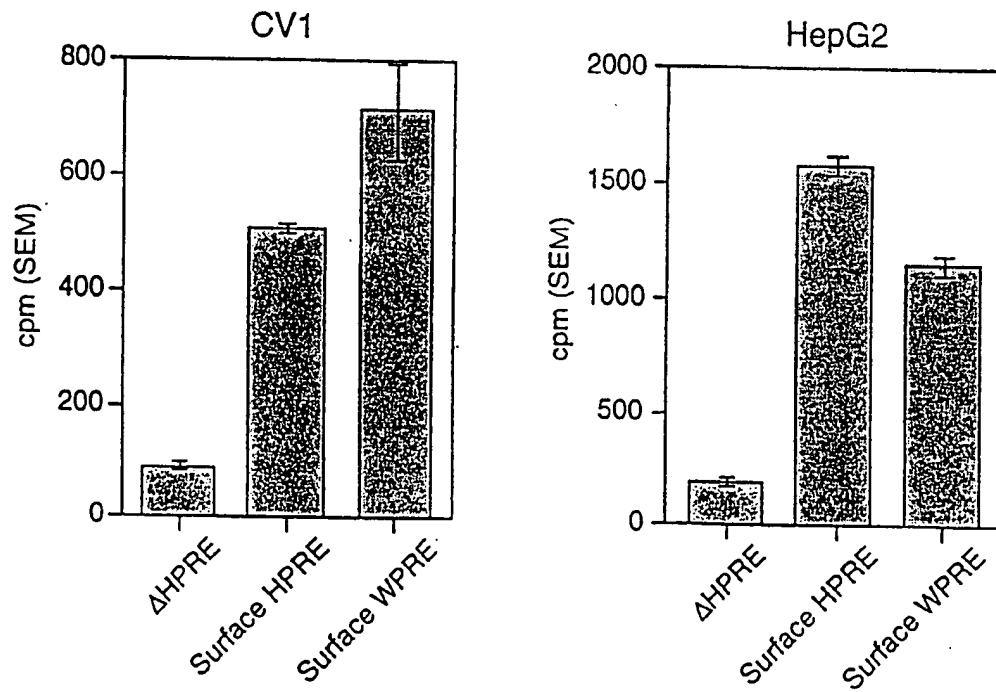 CV1
800
600
400
200
0
cpm (SEM)
ΔHPRE
Surface HPRE
Surface WPRE
HepG2
2000
1500
1000
500
0
cpm (SEM)
ΔHPRE
Surface HPRE
Surface WPRE